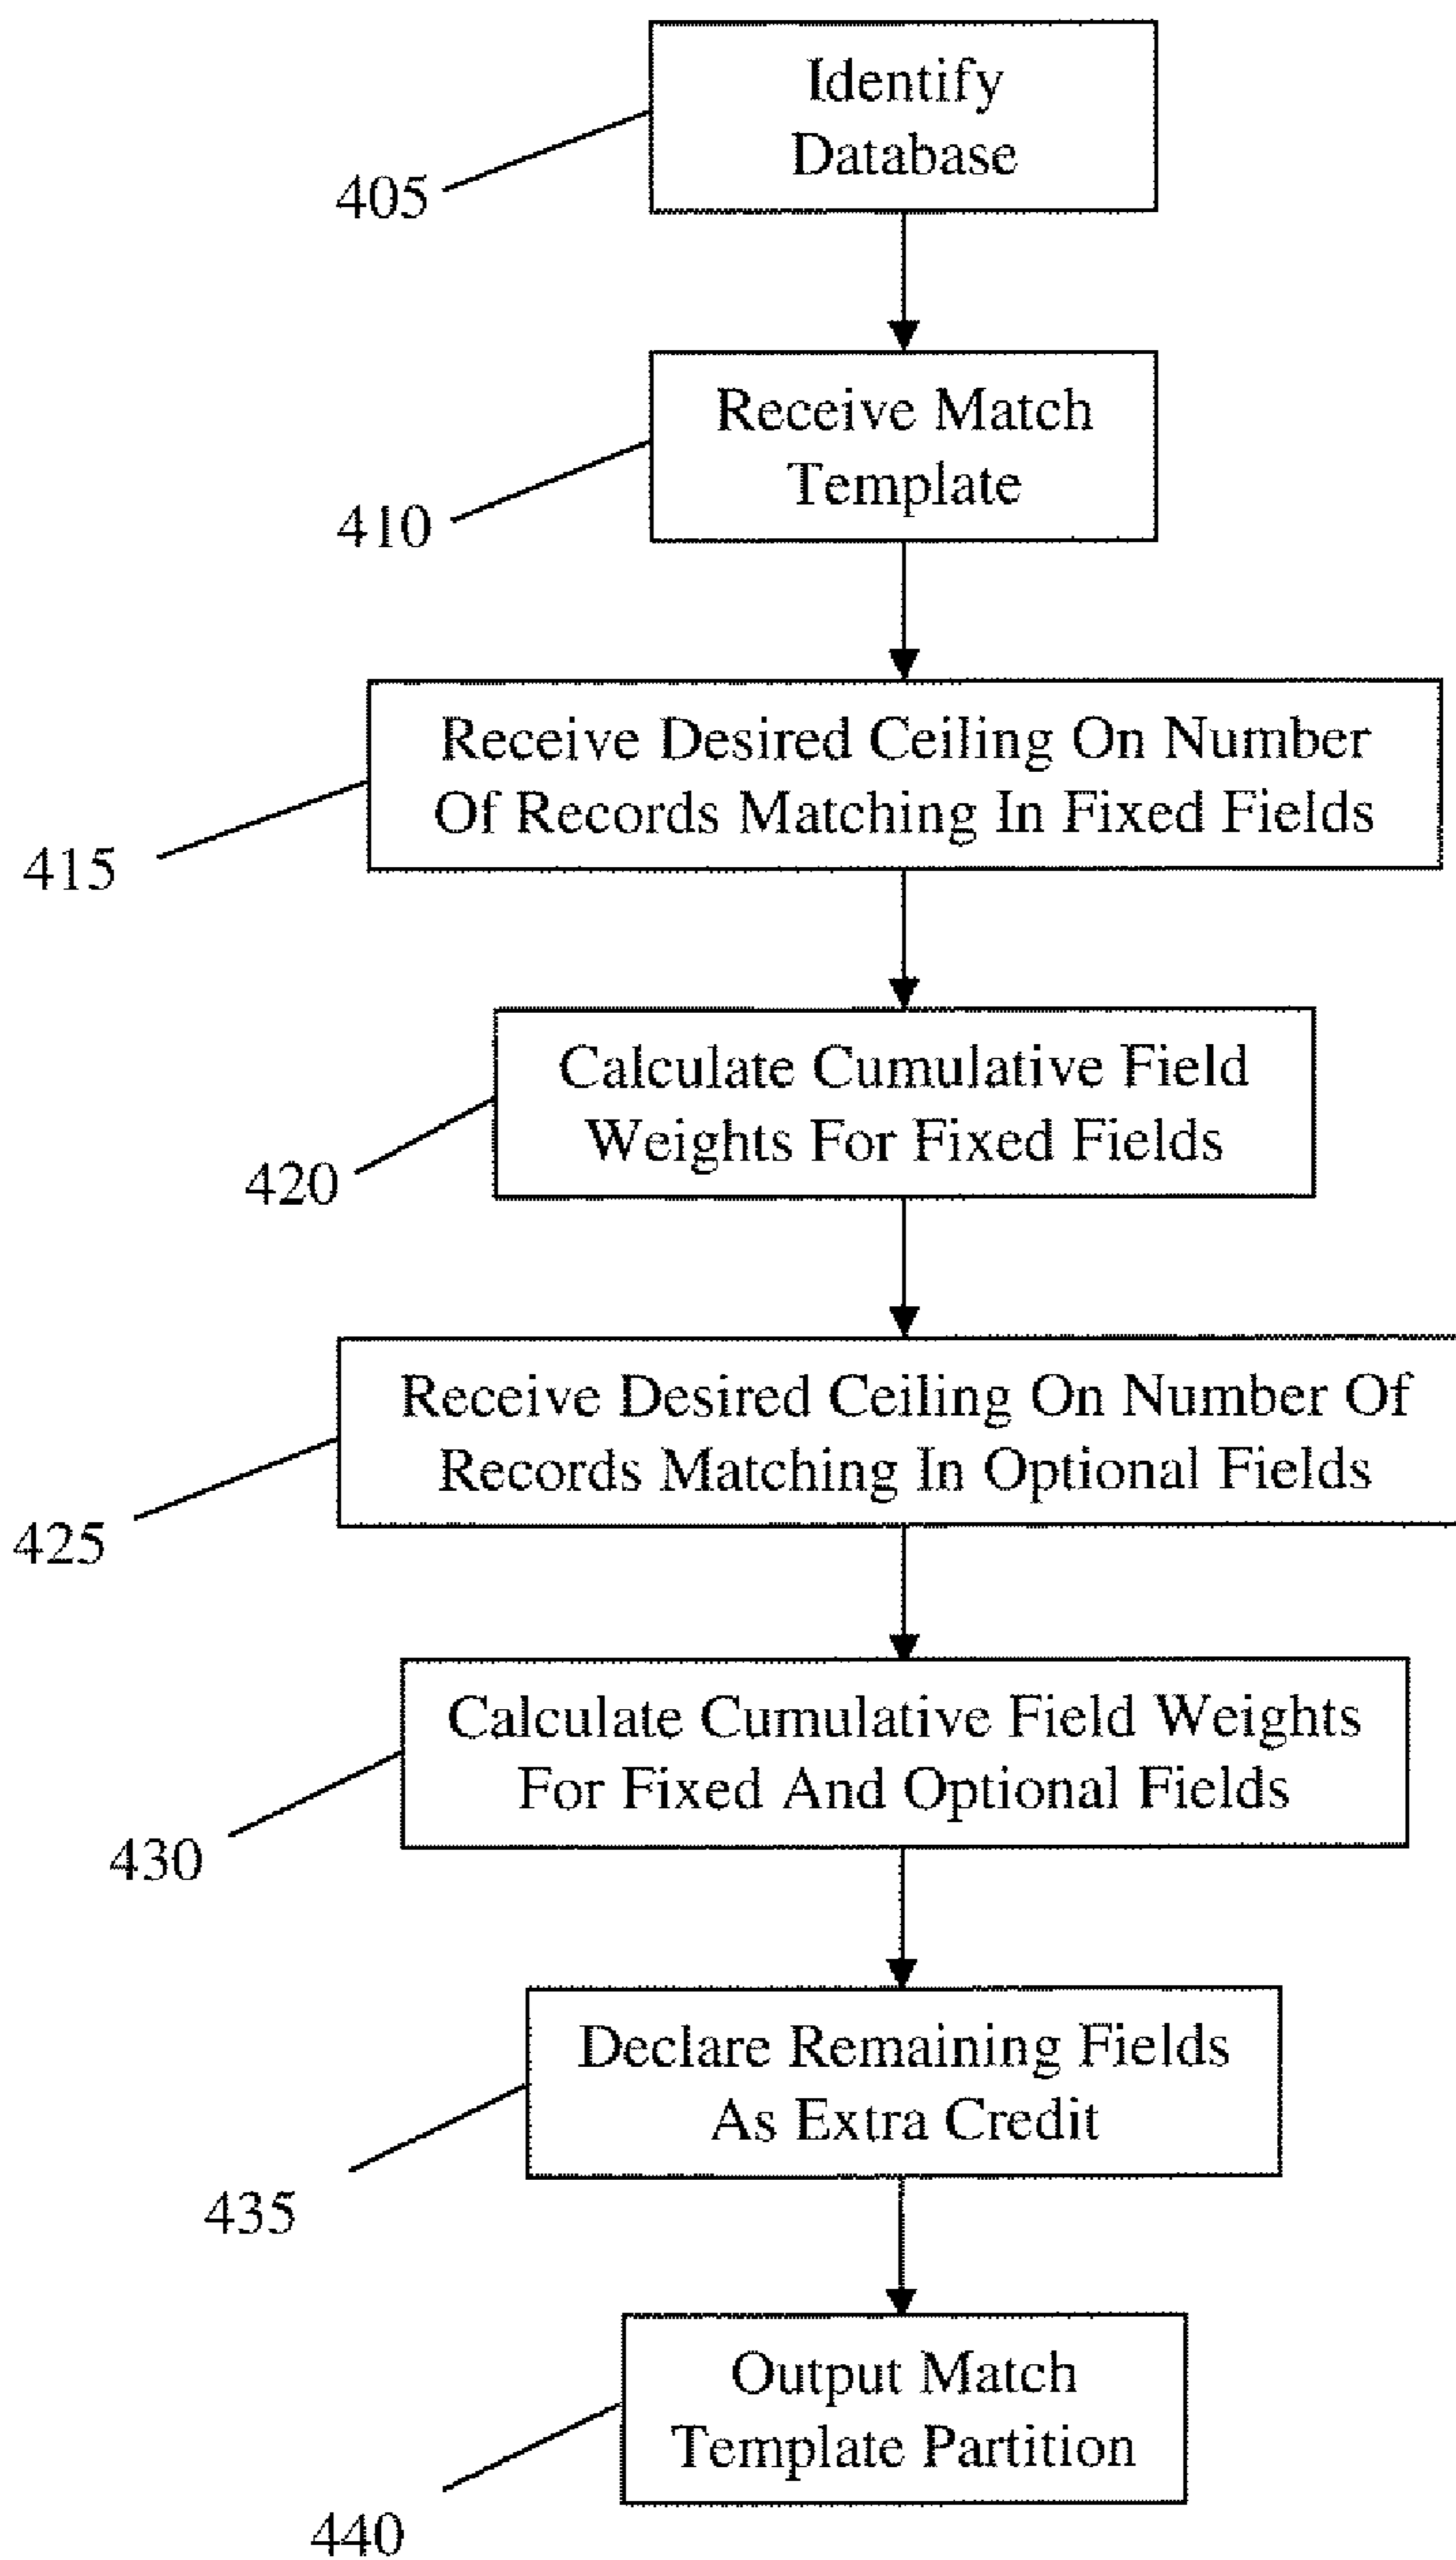 Identify
Database
405
Receive Match
Template
410
Receive Desired Ceiling On Number
Of Records Matching In Fixed Fields
415
Calculate Cumulative Field
Weights For Fixed Fields
420
Receive Desired Ceiling On Number Of
Records Matching In Optional Fields
425
Calculate Cumulative Field Weights
For Fixed And Optional Fields
430
Declare Remaining Fields
As Extra Credit
435
Output Match
Template Partition
440